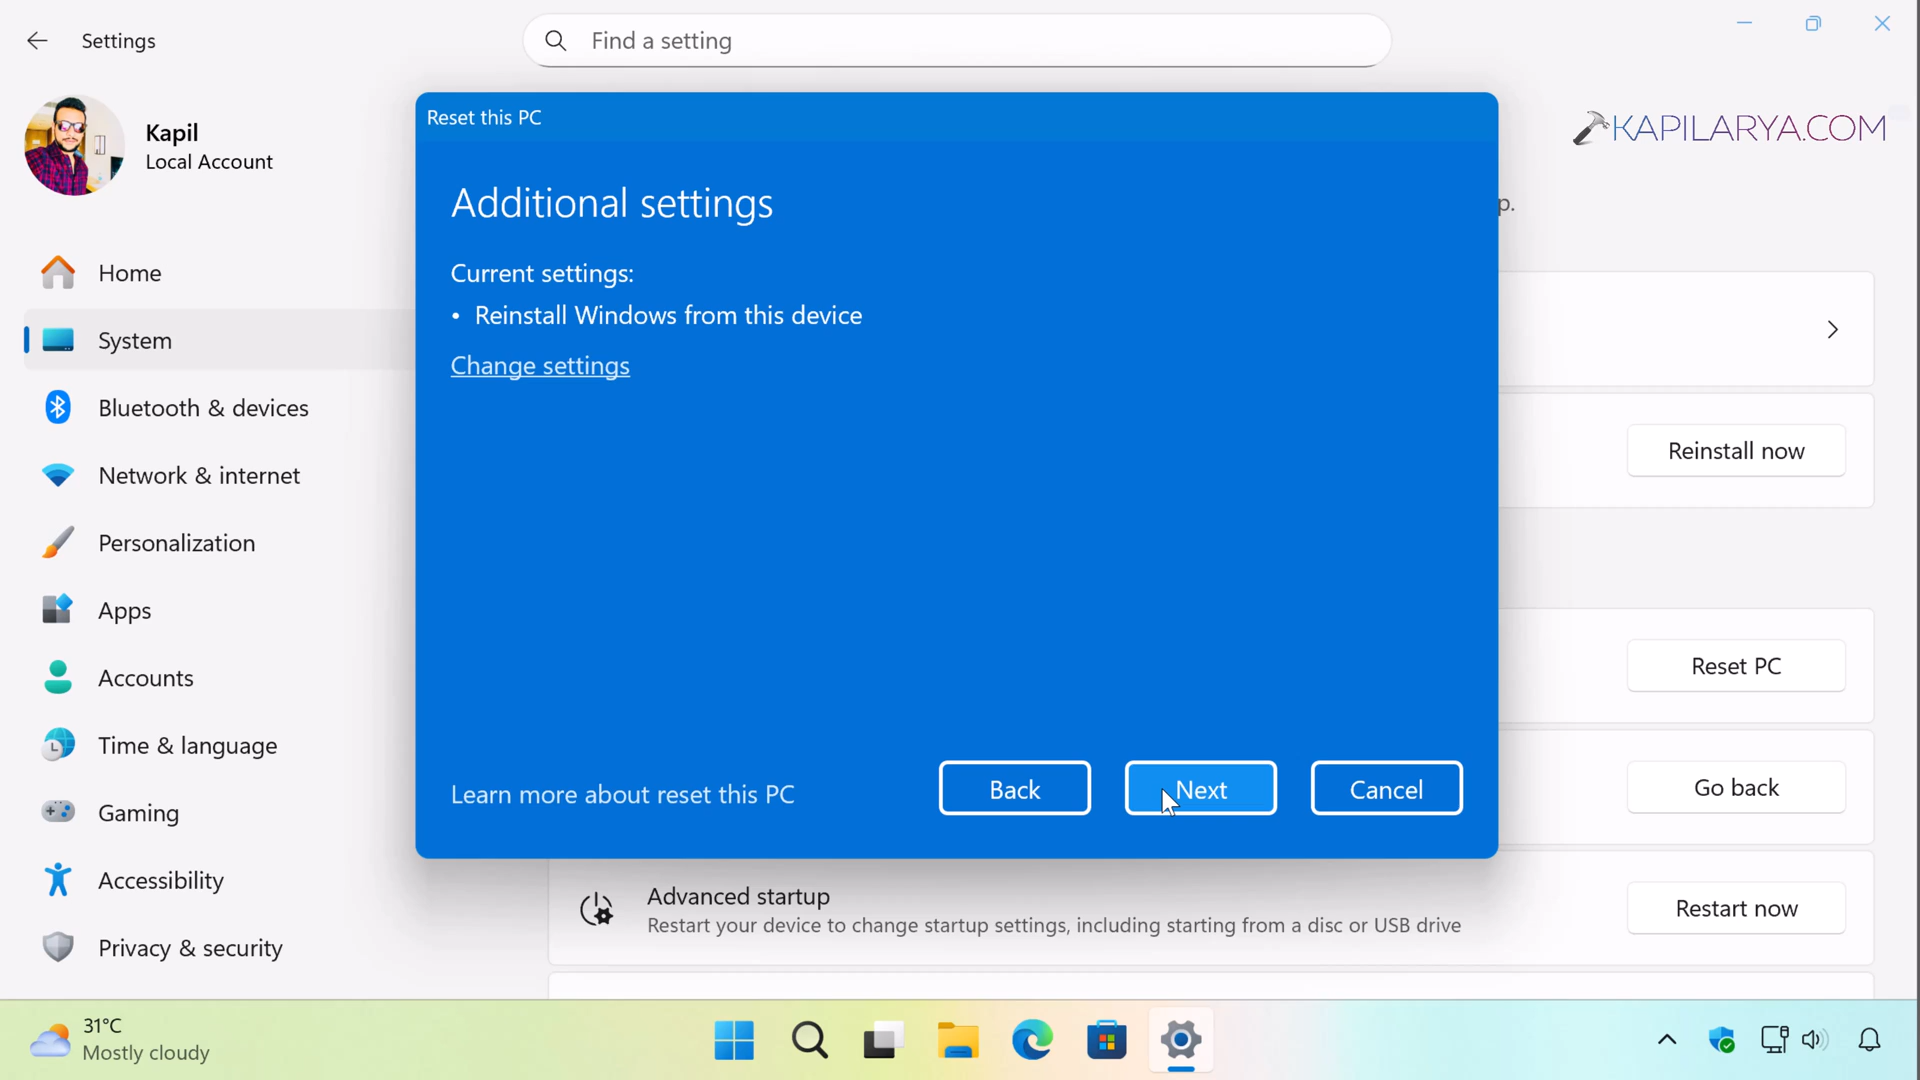 Settings
Find a setting
Kapil
Local Account
KAPILARYA.COM
Home
System
Bluetooth & devices
Network & internet
Personalization
Apps
Accounts
Time & language
Gaming
Accessibility
Privacy & security
Reset this PC
Additional settings
Current settings:
• Reinstall Windows from this device
Change settings
Learn more about reset this PC
Back
Next
Cancel
p.
Reinstall now
Reset PC
Go back
Advanced startup
Restart your device to change startup settings, including starting from a disc or USB drive
Restart now
31°C
Mostly cloudy